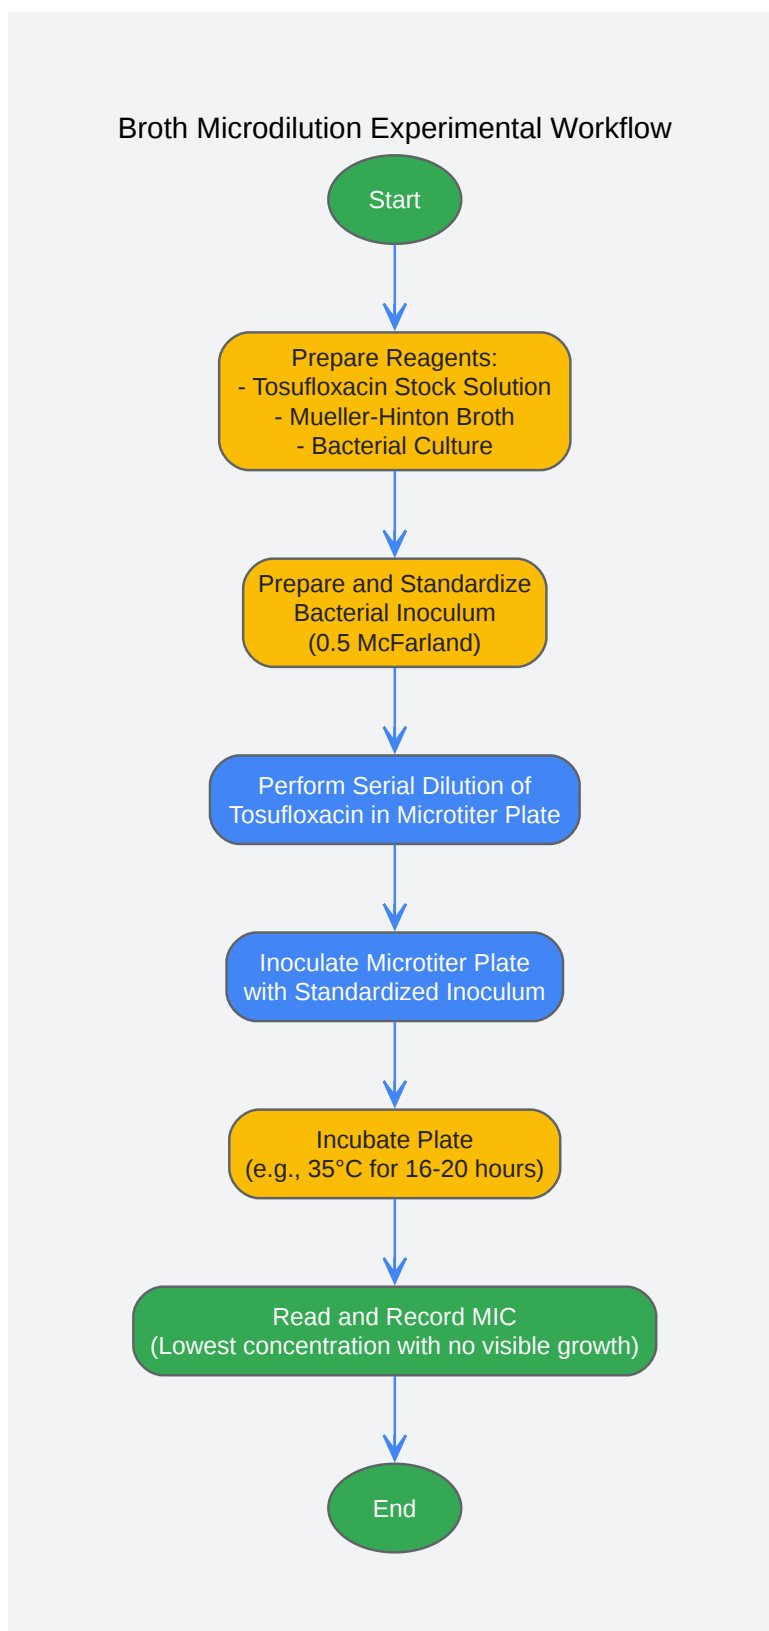 Broth Microdilution Experimental Workflow
Start
Prepare Reagents:
- Tosufloxacin Stock Solution
- Mueller-Hinton Broth
- Bacterial Culture
Prepare and Standardize
Bacterial Inoculum
(0.5 McFarland)
Perform Serial Dilution of
Tosufloxacin in Microtiter Plate
Inoculate Microtiter Plate
with Standardized Inoculum
Incubate Plate
(e.g., 35°C for 16-20 hours)
Read and Record MIC
(Lowest concentration with no visible growth)
End